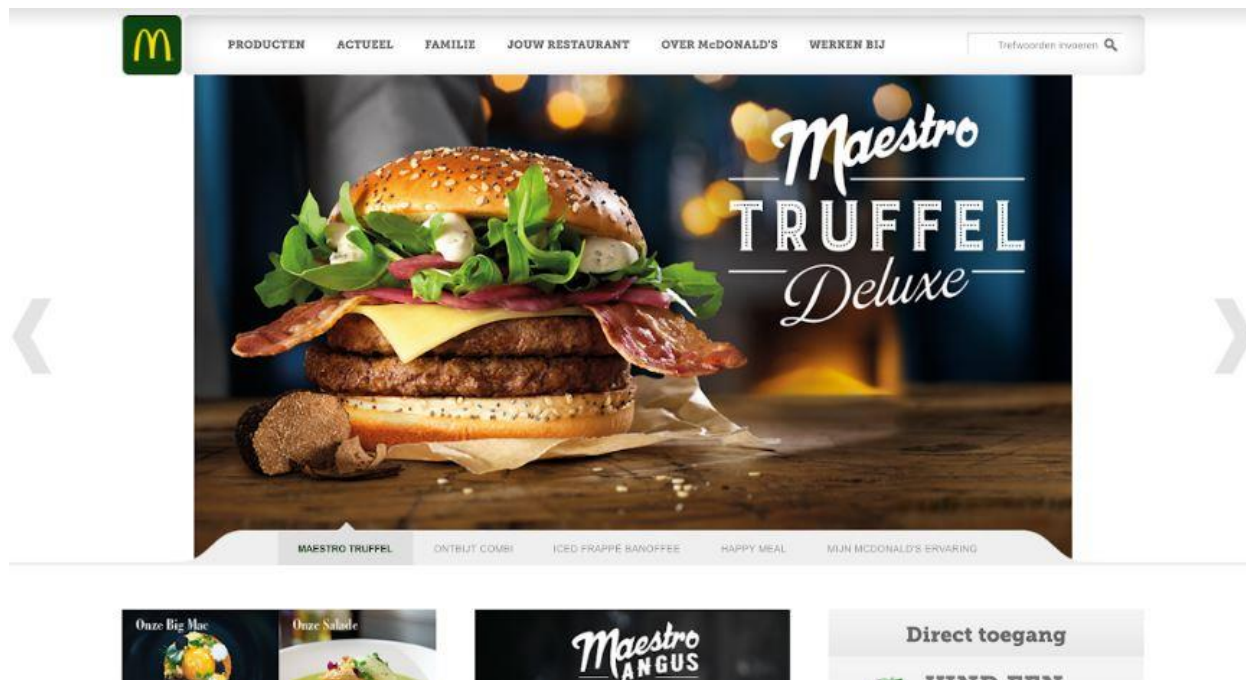 PRODUCTEN ACTUEEL FAMILIE JOUW RESTAURANT OVER McDONALD'S WERKEN BIJ Trefwoorden invoeren
Maestro
TRUFFEL
Deluxe
MAESTRO TRUFFEL ONTBIJT COMBI ICED FRAPPÉ BANOFFEE HAPPY MEAL MIJN MCDONALD'S ERVARING
Onze Big Mac Onze Salade
Maestro
ANGUS
Direct toegang